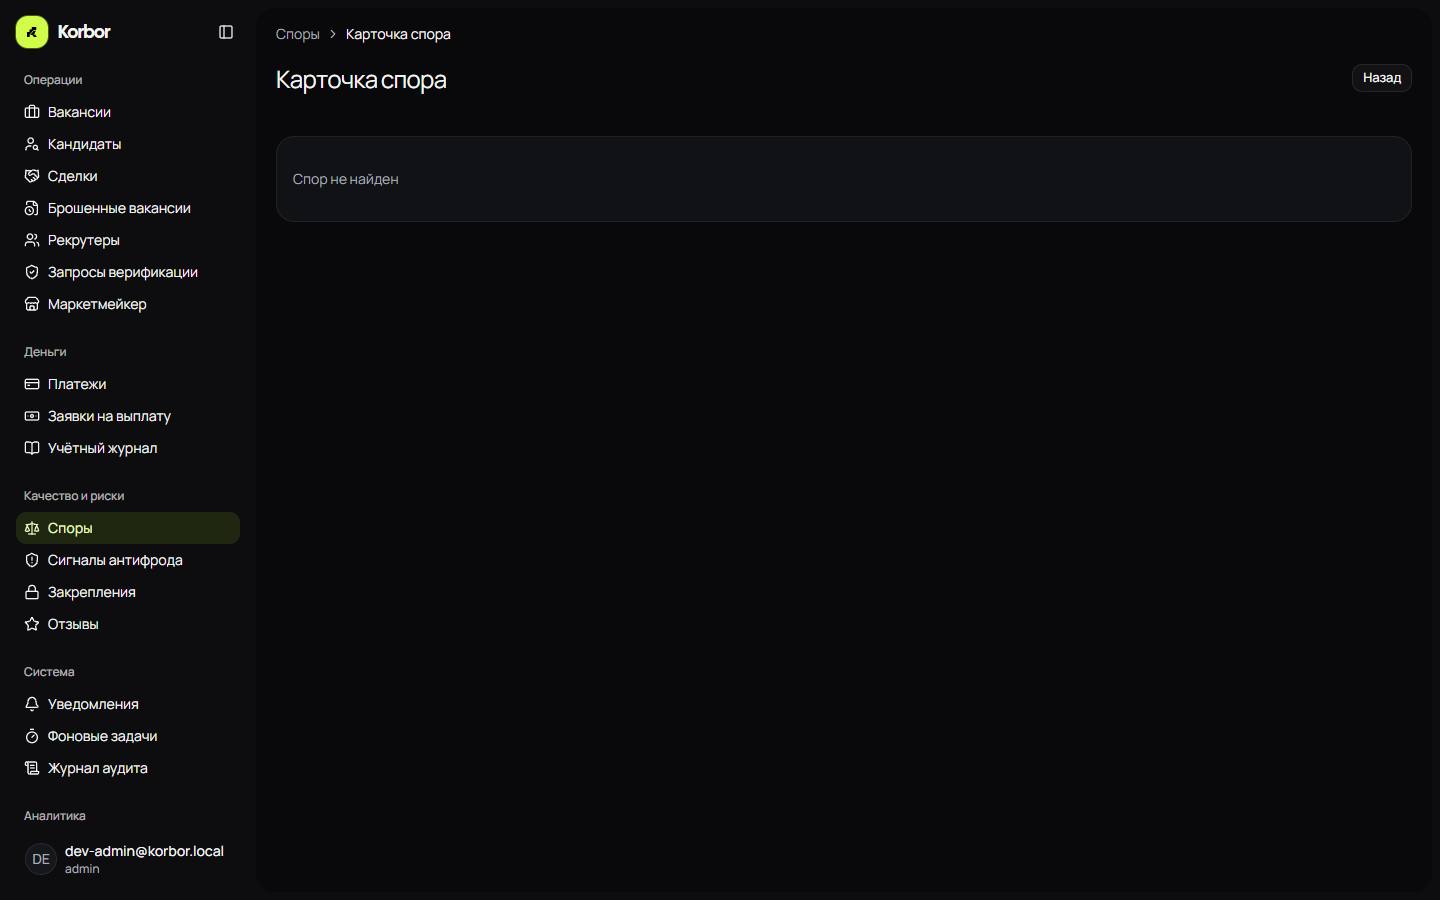 Korbor
Операции
Вакансии
Кандидаты
Сделки
Брошенные вакансии
Рекрутеры
Запросы верификации
Маркетмейкер
Деньги
Платежи
Заявки на выплату
Учётный журнал
Качество и риски
Споры
Сигналы антифрода
Закрепления
Отзывы
Система
Уведомления
Фоновые задачи
Журнал аудита
Аналитика
DE
dev-admin@korbor.local
admin
Споры > Карточка спора
Карточка спора
Назад
Спор не найден